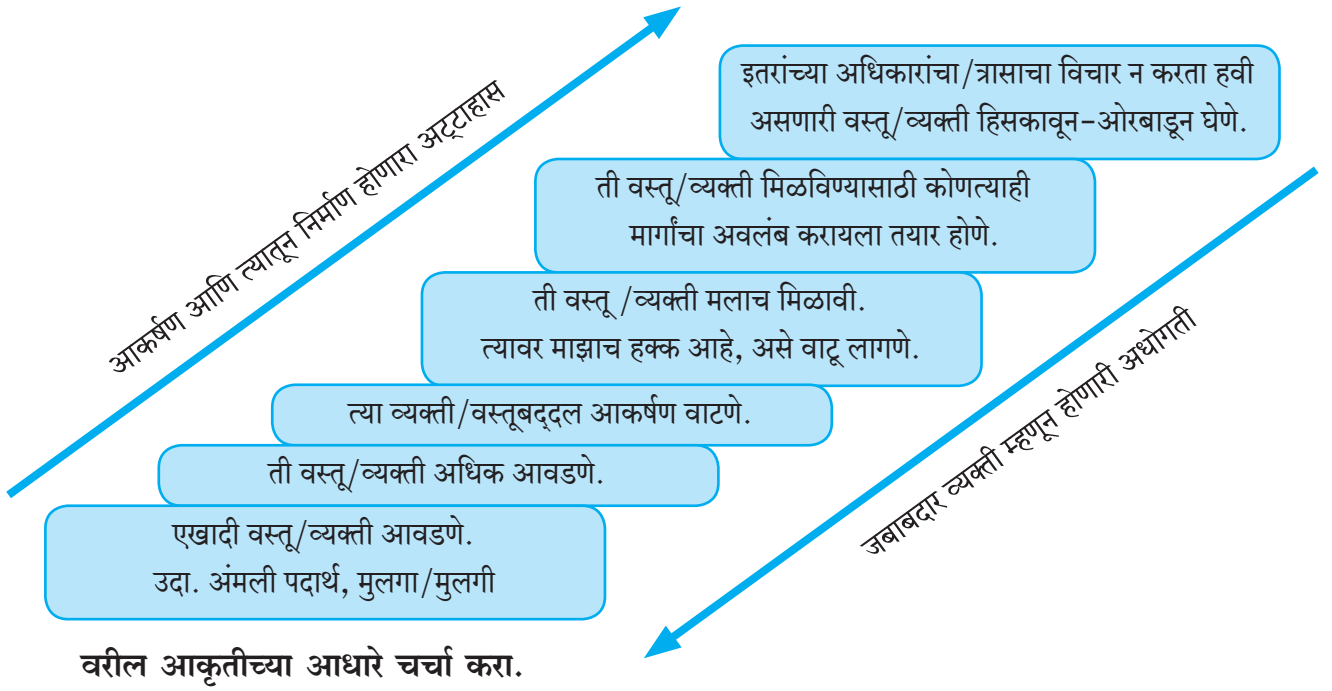 आकर्षण आणि त्यातून निर्माण होणारा अट्टाहास
इतरांच्या अधिकारांचा/त्रासाचा विचार न करता हवी
असणारी वस्तू/व्यक्ती हिसकावून-ओरबाडून घेणे.
ती वस्तू/व्यक्ती मिळविण्यासाठी कोणत्याही
मार्गांचा अवलंब करायला तयार होणे.
ती वस्तू /व्यक्ती मलाच मिळावी.
त्यावर माझाच हक्क आहे, असे वाटू लागणे.
त्या व्यक्ती/वस्तूबद्दल आकर्षण वाटणे.
ती वस्तू/व्यक्ती अधिक आवडणे.
एखादी वस्तू/व्यक्ती आवडणे.
उदा. अंमली पदार्थ, मुलगा/मुलगी
जबाबदार व्यक्ती म्हणून होणारी अधोगती
वरील आकृतीच्या आधारे चर्चा करा.